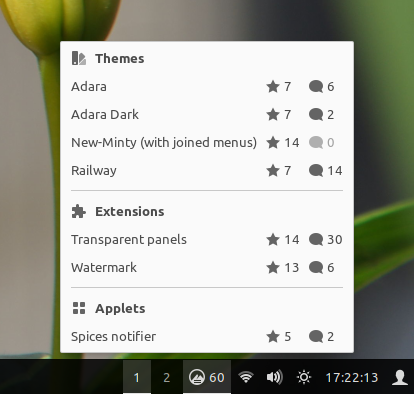 Themes
Adara 7 6
Adara Dark 7 2
New-Minty (with joined menus) 14 0
Railway 7 14
Extensions
Transparent panels 14 30
Watermark 13 6
Applets
Spices notifier 5 2
1 2 60 17:22:13